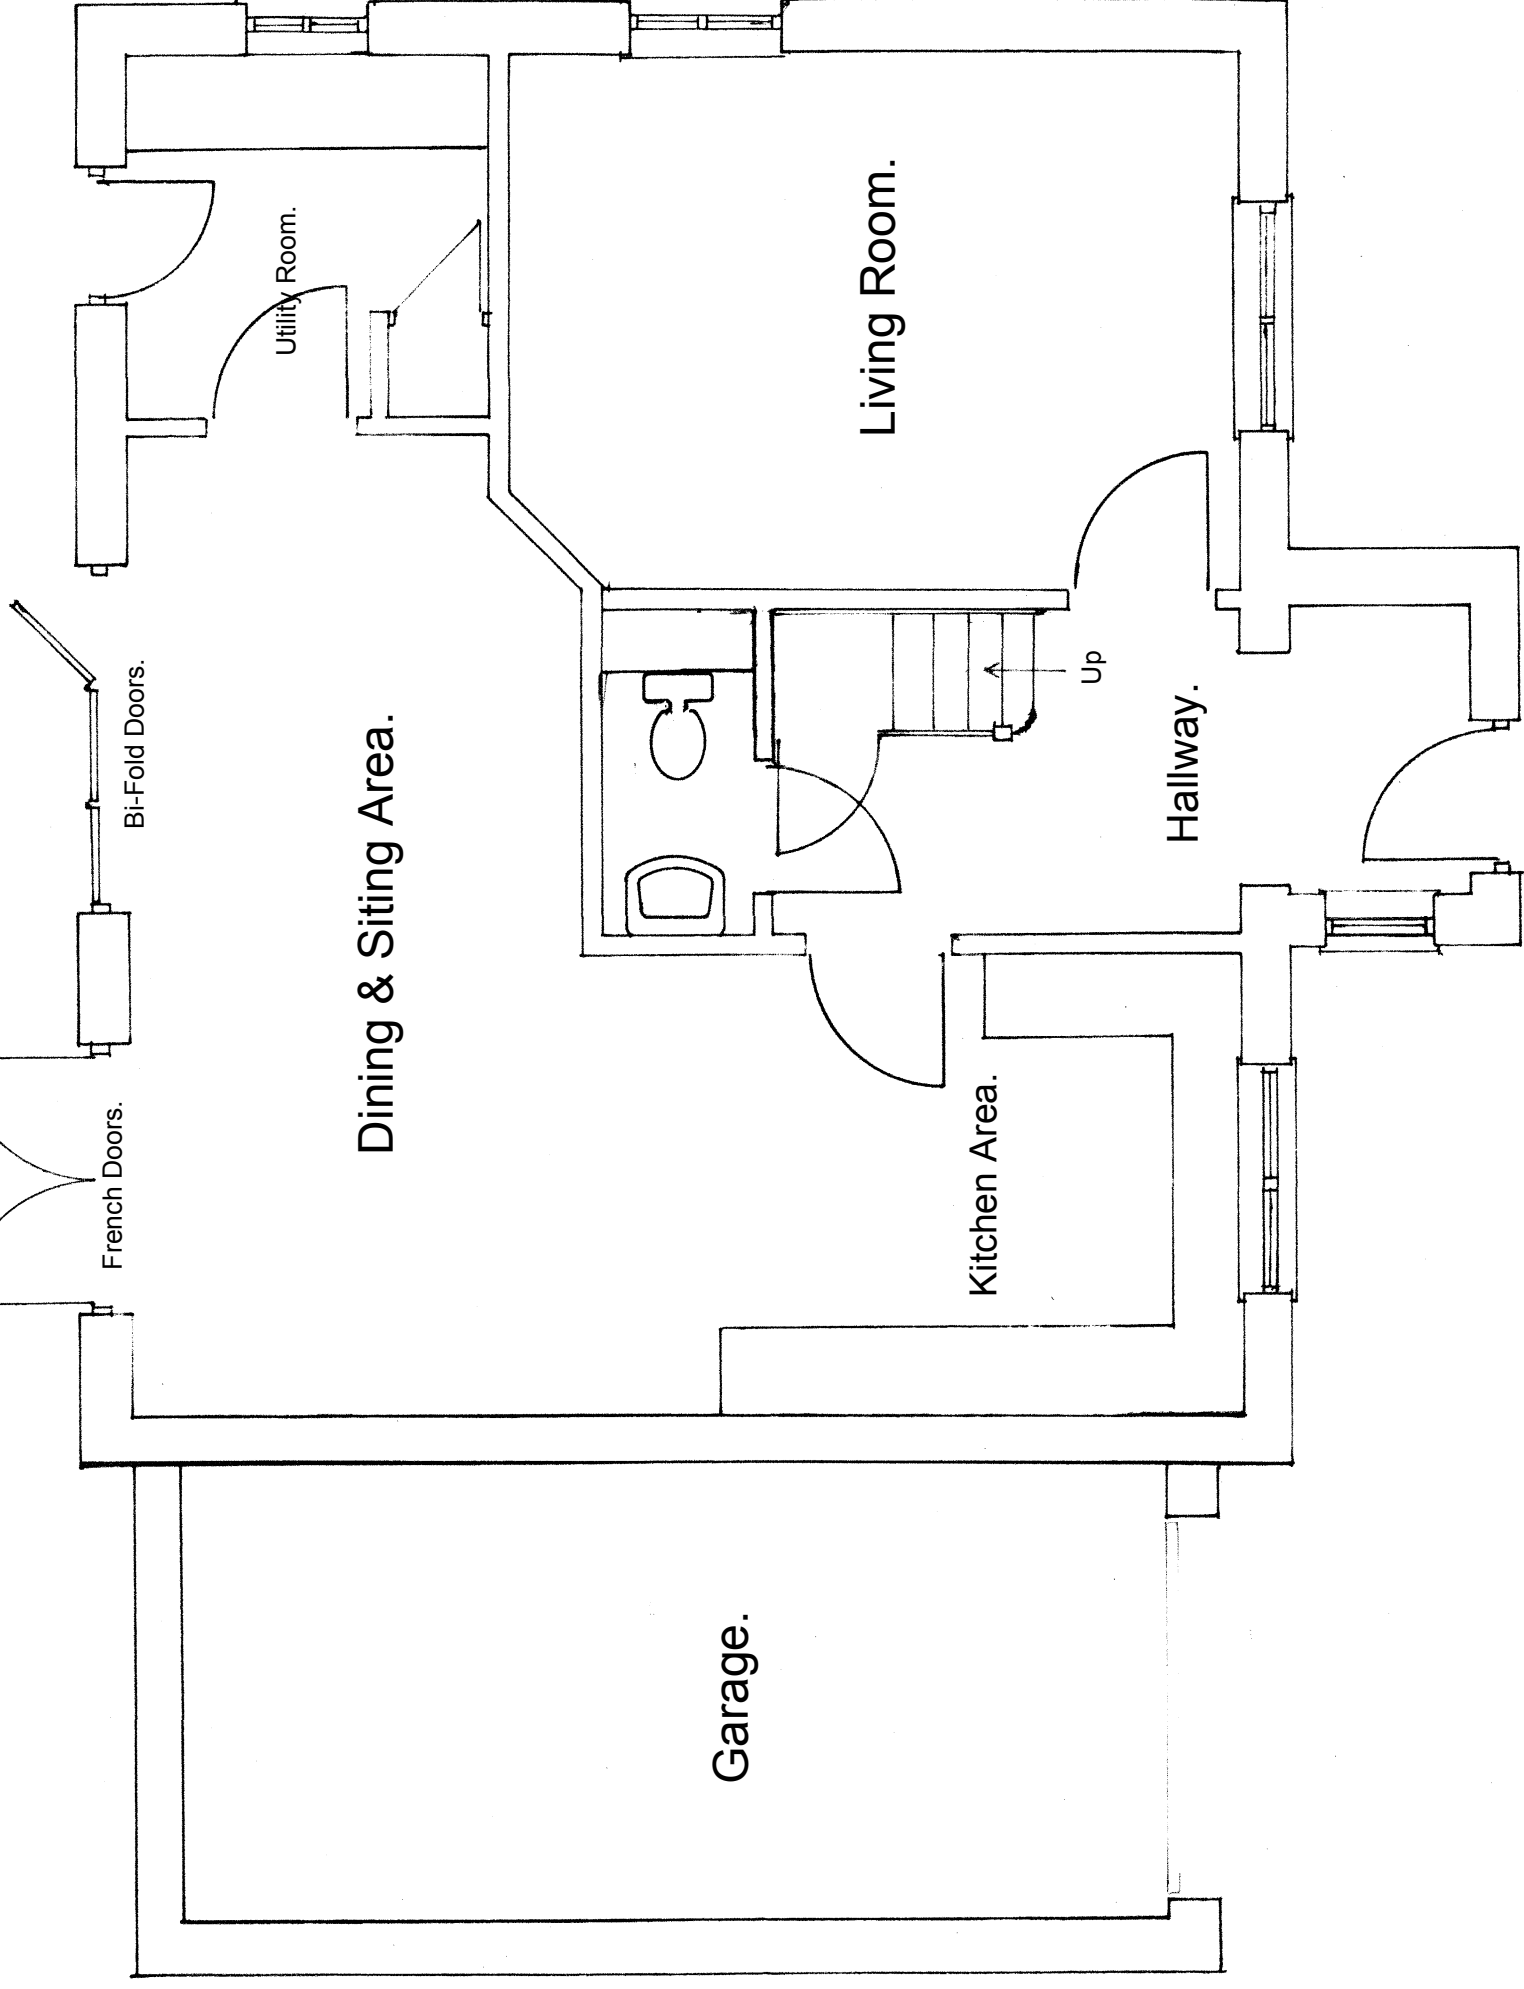 Utility Room.
Living Room.
Bi-Fold Doors.
Dining & Siting Area.
Up
Hallway.
French Doors.
Kitchen Area.
Garage.